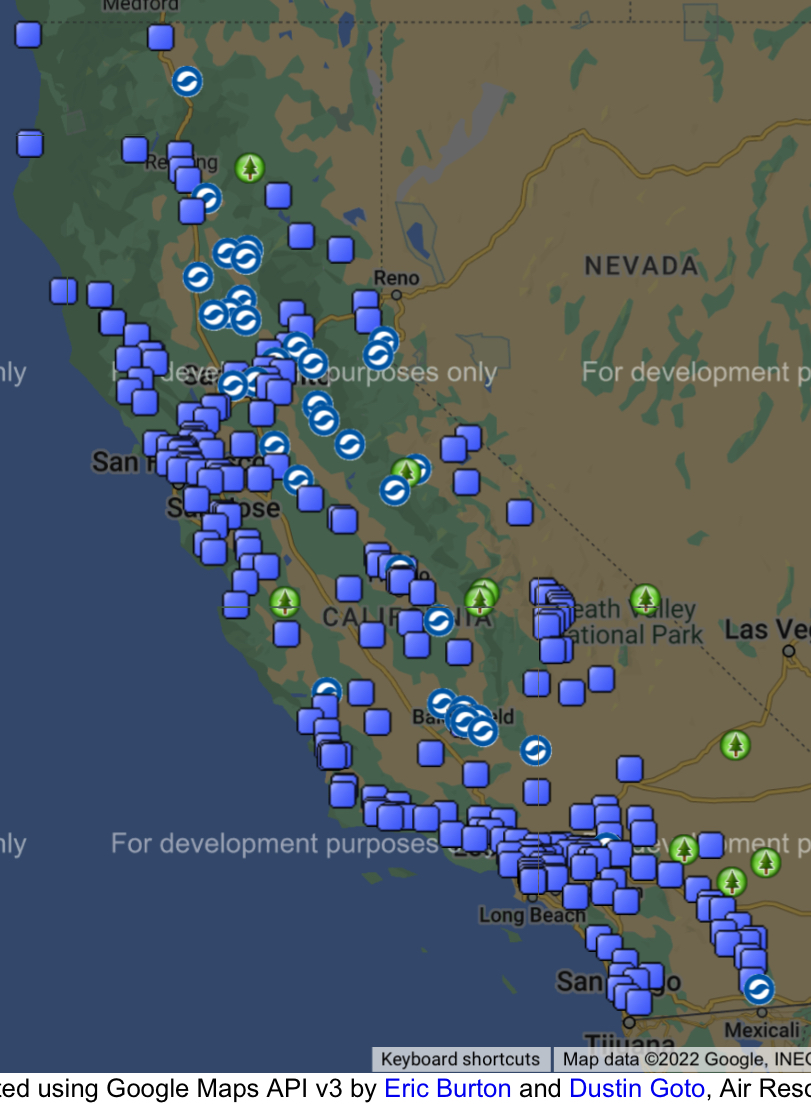 Medford
Redding
Reno
NEVADA
nly
For development purposes only
For development p
San Francisco
San Jose
CALIFORNIA
Death Valley
National Park
Las Ve
Bakersfield
nly
For development purposes only
For development p
Long Beach
San Diego
Tijuana
Mexicali
Keyboard shortcuts
Map data ©2022 Google, INEG
ted using Google Maps API v3 by Eric Burton and Dustin Goto, Air Reso